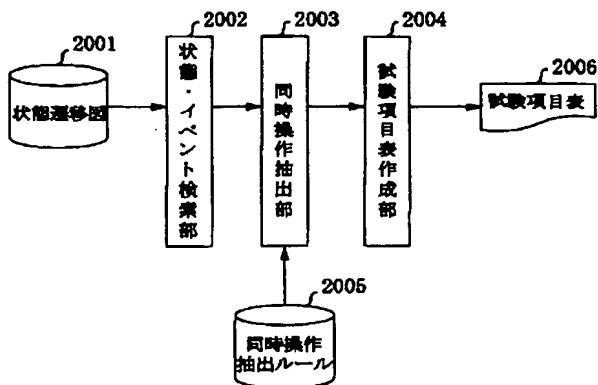 2001
2002
2003
2004
2006
状態遷移図
状態・イベント検索部
同時操作抽出部
試験項目表作成部
試験項目表
2005
同時操作
抽出ルール